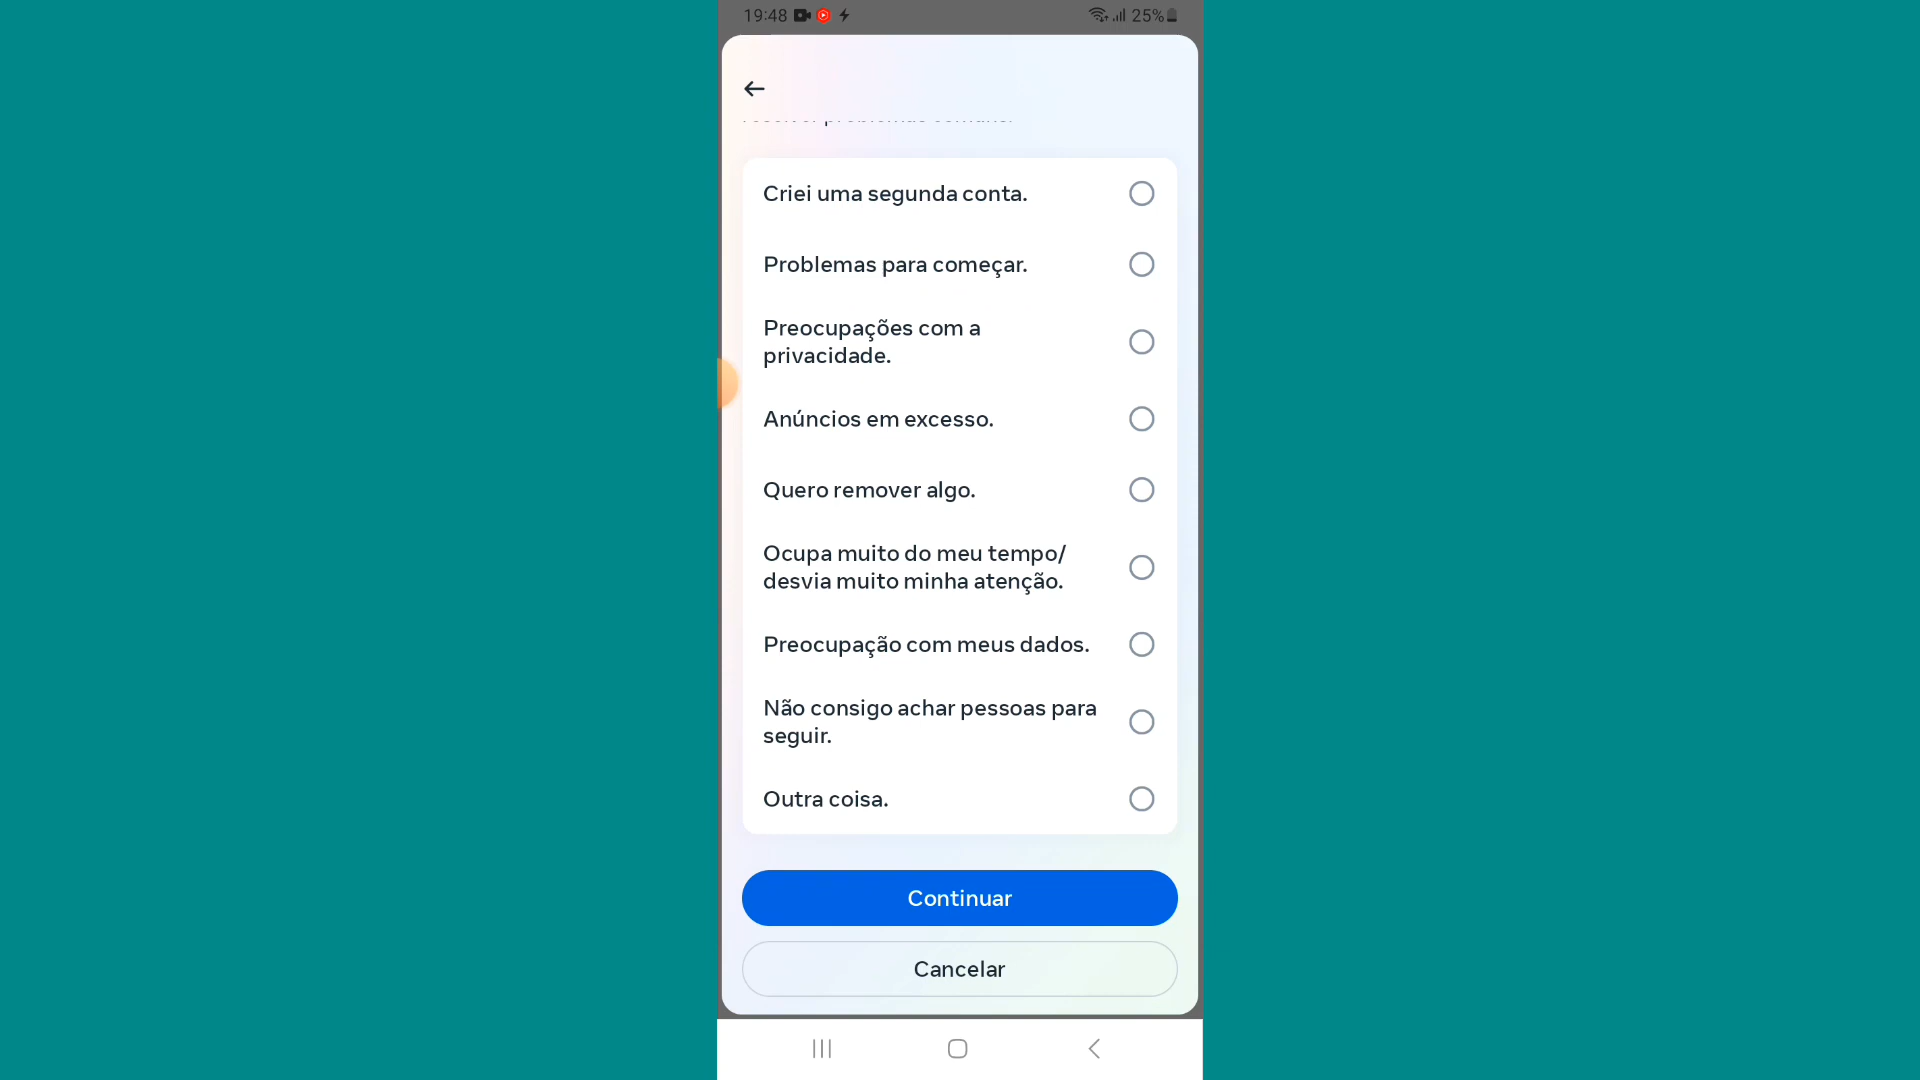 19:48
25%
Criei uma segunda conta.
Problemas para começar.
Preocupações com a
privacidade.
Anúncios em excesso.
Quero remover algo.
Ocupa muito do meu tempo/
desvia muito minha atenção.
Preocupação com meus dados.
Não consigo achar pessoas para
seguir.
Outra coisa.
Continuar
Cancelar